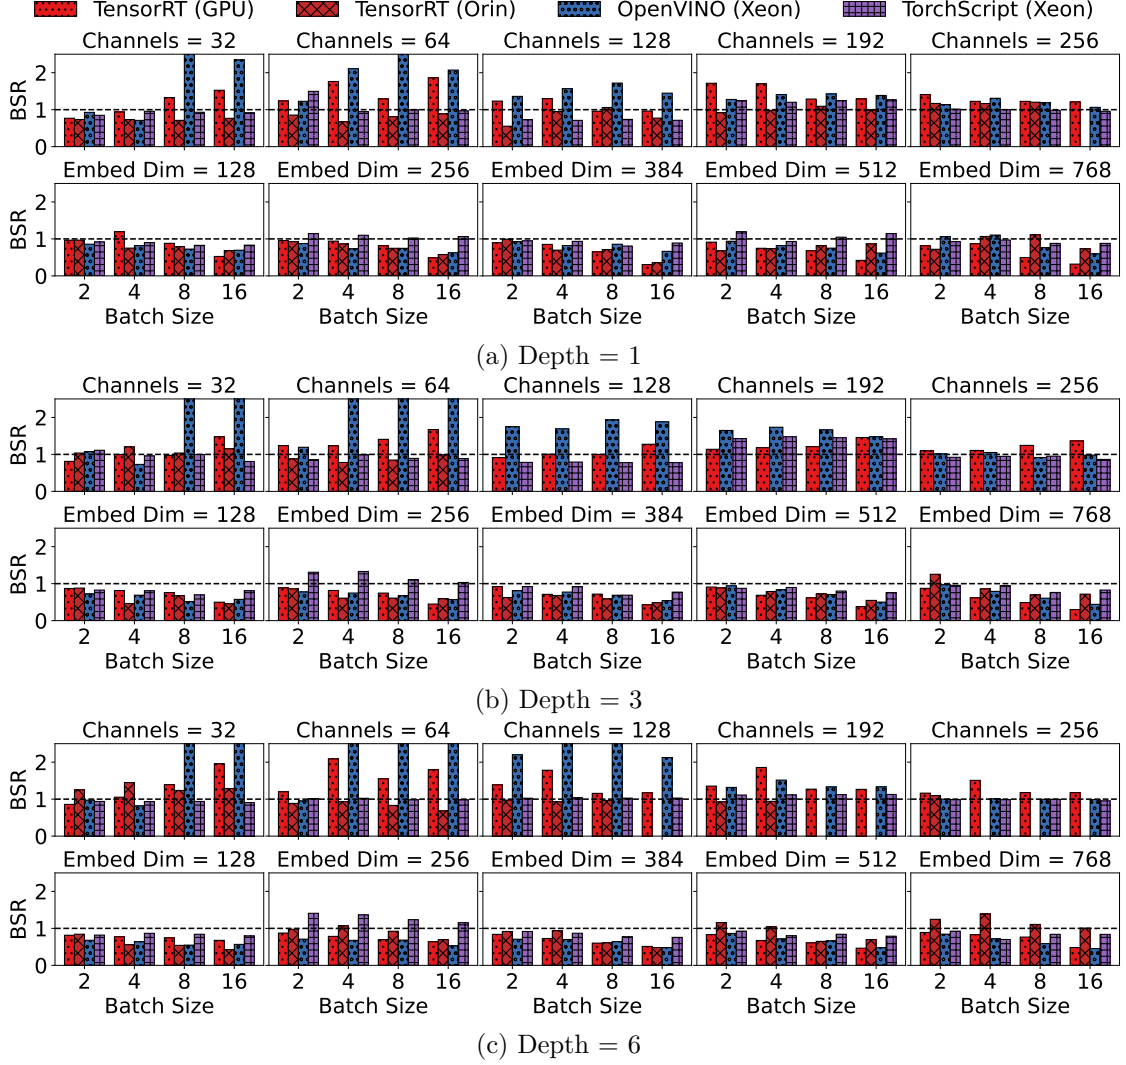 TensorRT (GPU) TensorRT (Orin) OpenVINO (Xeon) TorchScript (Xeon)
Channels = 32 Channels = 64 Channels = 128 Channels = 192 Channels = 256
BSR
2
1
0
Embed Dim = 128 Embed Dim = 256 Embed Dim = 384 Embed Dim = 512 Embed Dim = 768
BSR
2
1
0
2 4 8 16 2 4 8 16 2 4 8 16 2 4 8 16 2 4 8 16
Batch Size Batch Size Batch Size Batch Size Batch Size
(a) Depth = 1
Channels = 32 Channels = 64 Channels = 128 Channels = 192 Channels = 256
BSR
2
1
0
Embed Dim = 128 Embed Dim = 256 Embed Dim = 384 Embed Dim = 512 Embed Dim = 768
BSR
2
1
0
2 4 8 16 2 4 8 16 2 4 8 16 2 4 8 16 2 4 8 16
Batch Size Batch Size Batch Size Batch Size Batch Size
(b) Depth = 3
Channels = 32 Channels = 64 Channels = 128 Channels = 192 Channels = 256
BSR
2
1
0
Embed Dim = 128 Embed Dim = 256 Embed Dim = 384 Embed Dim = 512 Embed Dim = 768
BSR
2
1
0
2 4 8 16 2 4 8 16 2 4 8 16 2 4 8 16 2 4 8 16
Batch Size Batch Size Batch Size Batch Size Batch Size
(c) Depth = 6